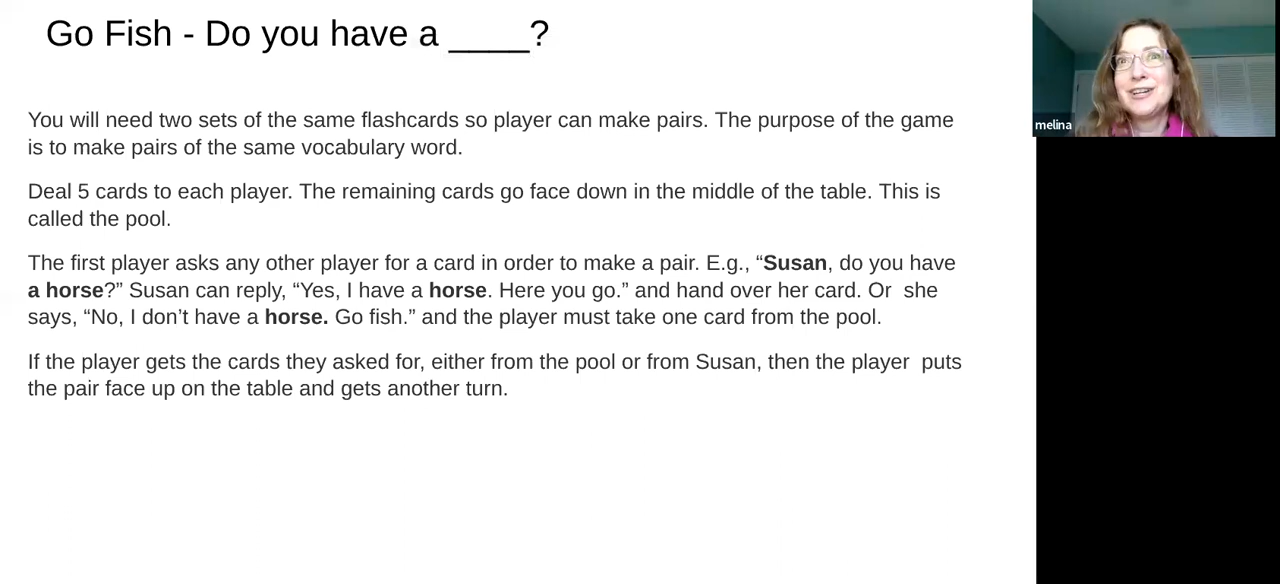 Go Fish - Do you have a ____?
You will need two sets of the same flashcards so player can make pairs. The purpose of the game
is to make pairs of the same vocabulary word.
Deal 5 cards to each player. The remaining cards go face down in the middle of the table. This is
called the pool.
The first player asks any other player for a card in order to make a pair. E.g., “Susan, do you have
a horse?” Susan can reply, “Yes, I have a horse. Here you go.” and hand over her card. Or  she
says, “No, I don’t have a horse. Go fish.” and the player must take one card from the pool.
If the player gets the cards they asked for, either from the pool or from Susan, then the player  puts
the pair face up on the table and gets another turn.
melina